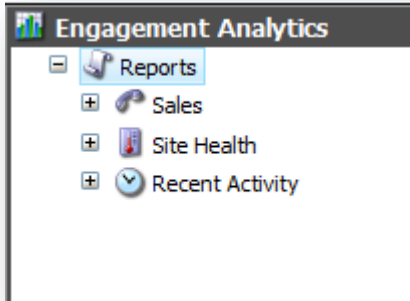 Engagement Analytics
Reports
Sales
Site Health
Recent Activity